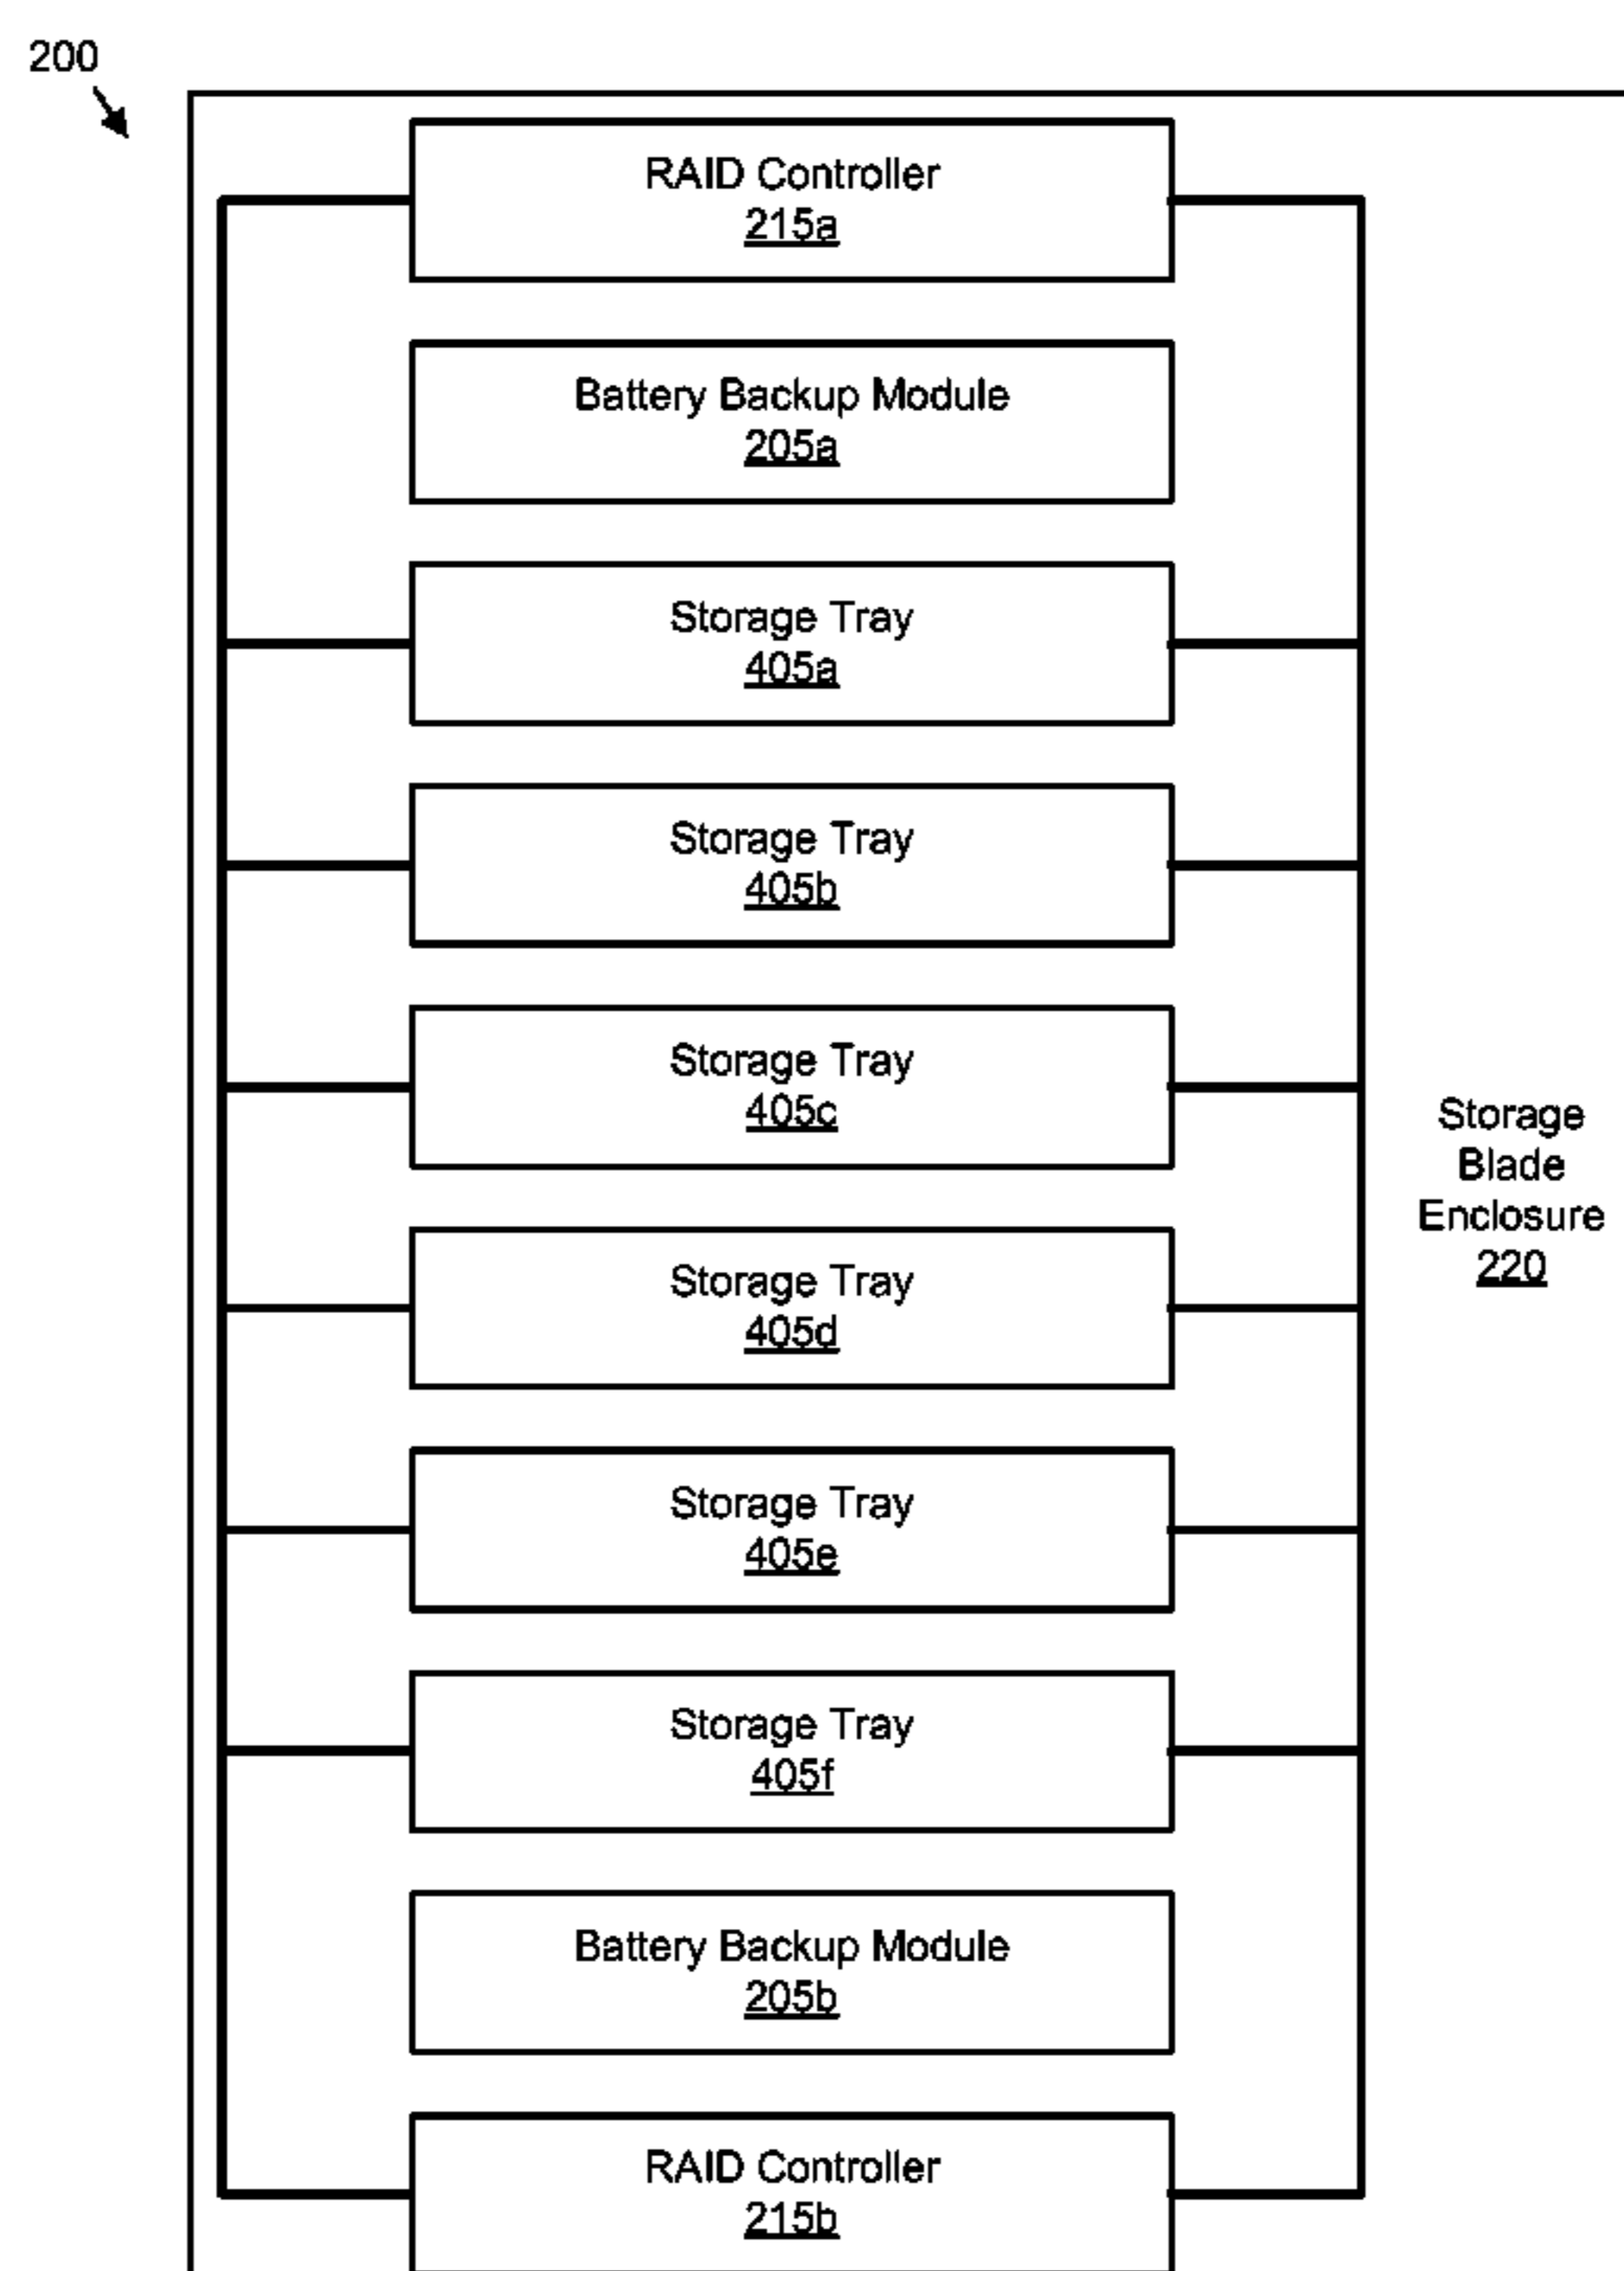 200
RAID Controller
215a
Battery Backup Module
205a
Storage Tray
405a
Storage Tray
405b
Storage Tray
405c
Storage Tray
405d
Storage Tray
405e
Storage Tray
405f
Battery Backup Module
205b
RAID Controller
215b
Storage
Blade
Enclosure
220